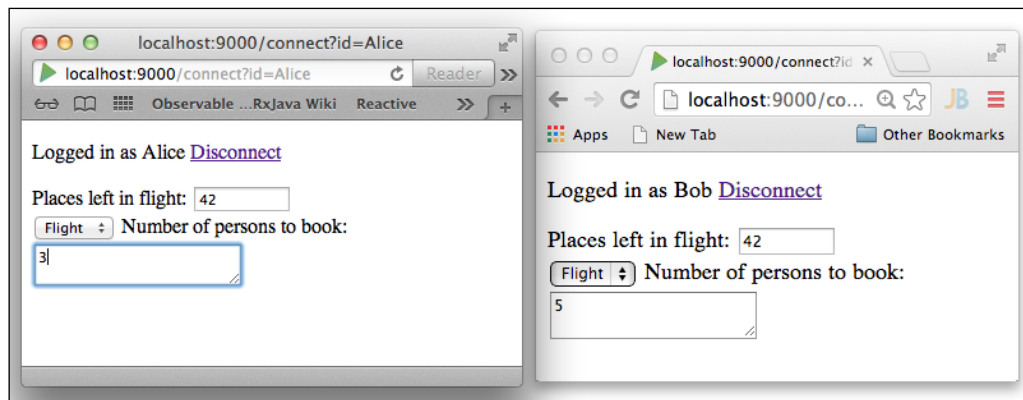 localhost:9000/connect?id=Alice
localhost:9000/connect?id=Alice
Reader
Observable ...RxJava Wiki Reactive
Logged in as Alice Disconnect
Places left in flight: 42
Flight Number of persons to book:
3
localhost:9000/connect?id
localhost:9000/co...
JB
Apps New Tab Other Bookmarks
Logged in as Bob Disconnect
Places left in flight: 42
Flight Number of persons to book:
5